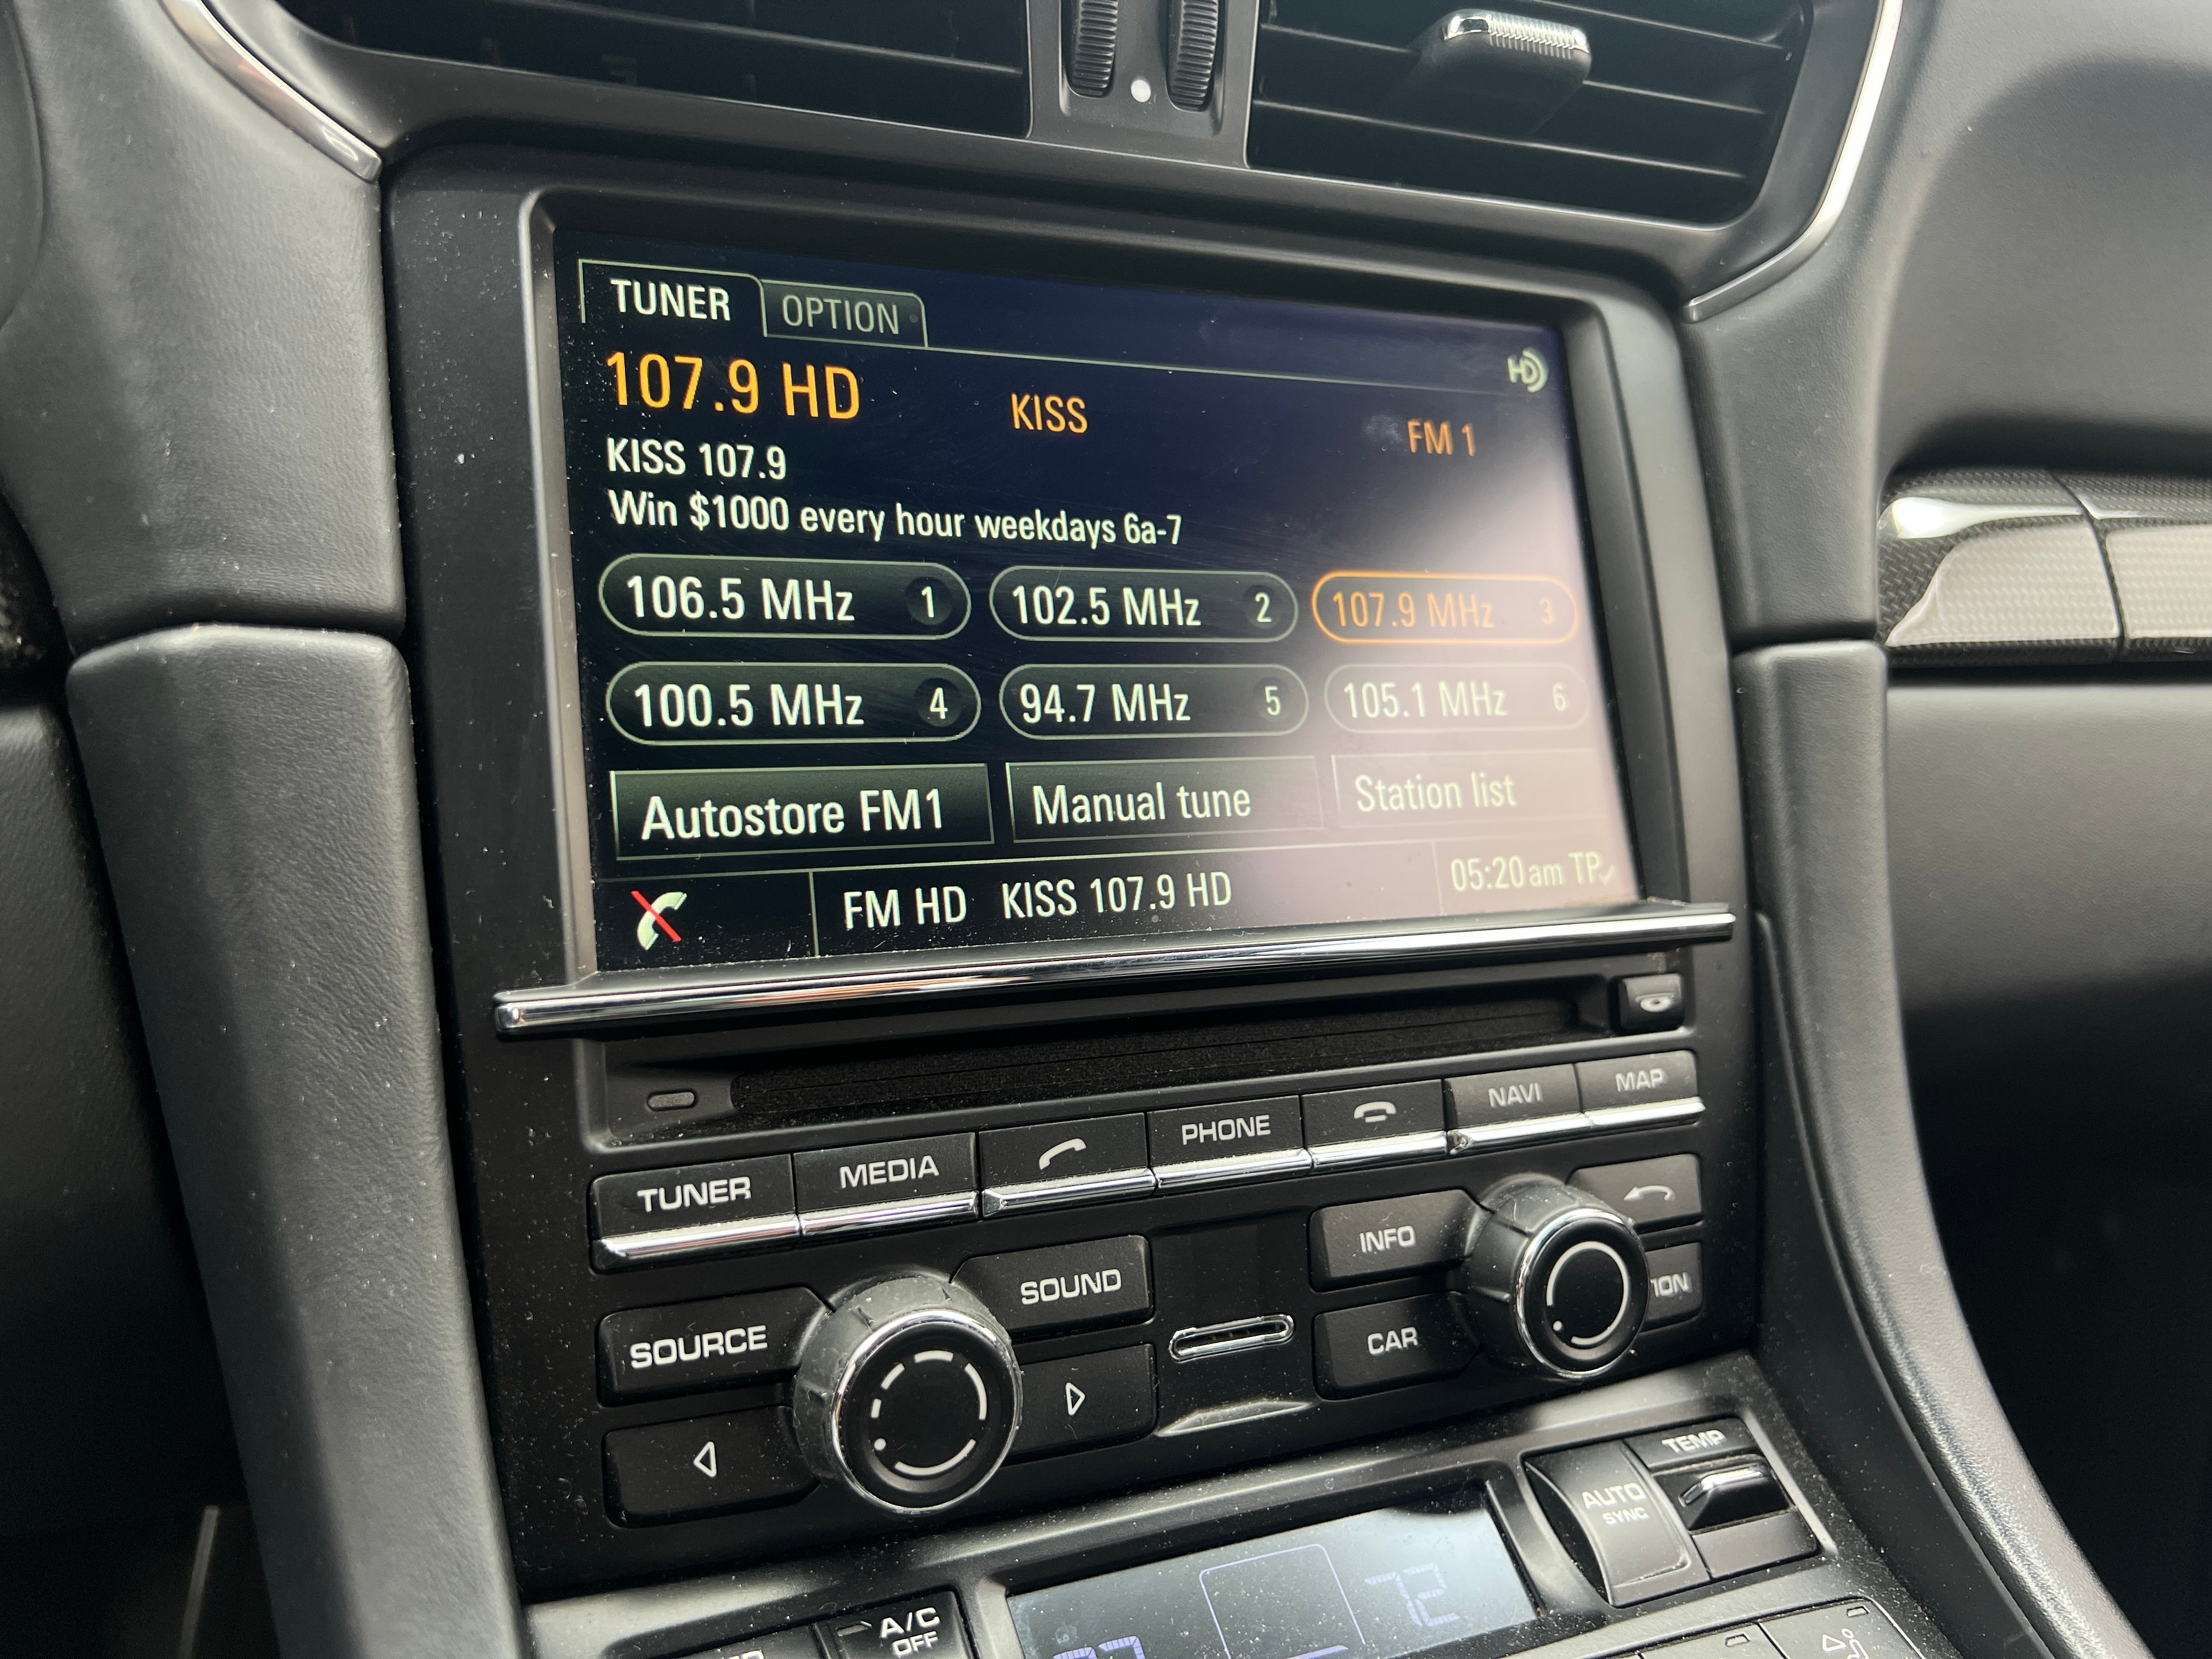 TUNER OPTION
HD
107.9 HD KISS FM 1
KISS 107.9
Win $1000 every hour weekdays 6a-7
106.5 MHz 1 102.5 MHz 2 107.9 MHz 3
100.5 MHz 4 94.7 MHz 5 105.1 MHz 6
Autostore FM1 Manual tune Station list
FM HD KISS 107.9 HD 05:20am TP
TUNER MEDIA PHONE NAVI MAP
SOURCE SOUND INFO
CAR
TEMP
AUTO
SYNC
72
A/C
OFF